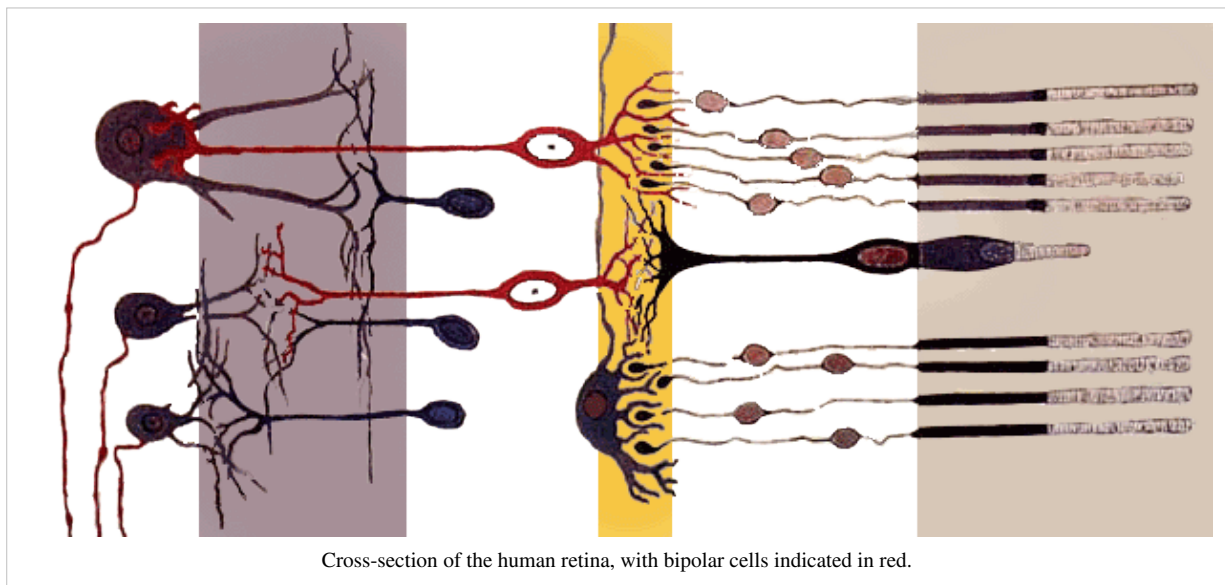 Cross-section of the human retina, with bipolar cells indicated in red.